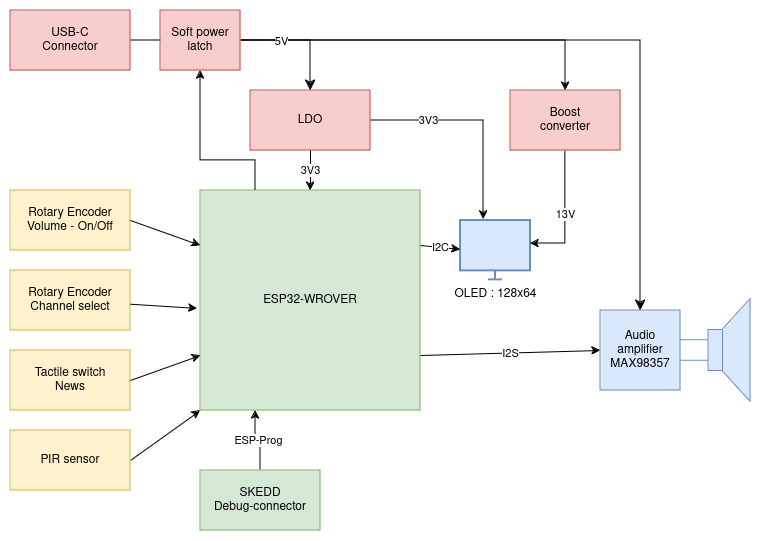 USB-C
Connector
Soft power
latch
5V
LDO
3V3
Boost
converter
3V3
13V
Rotary Encoder
Volume - On/Off
I2C
Rotary Encoder
Channel select
ESP32-WROVER
OLED : 128x64
Audio
amplifier
MAX98357
I2S
Tactile switch
News
PIR sensor
ESP-Prog
SKEDD
Debug-connector